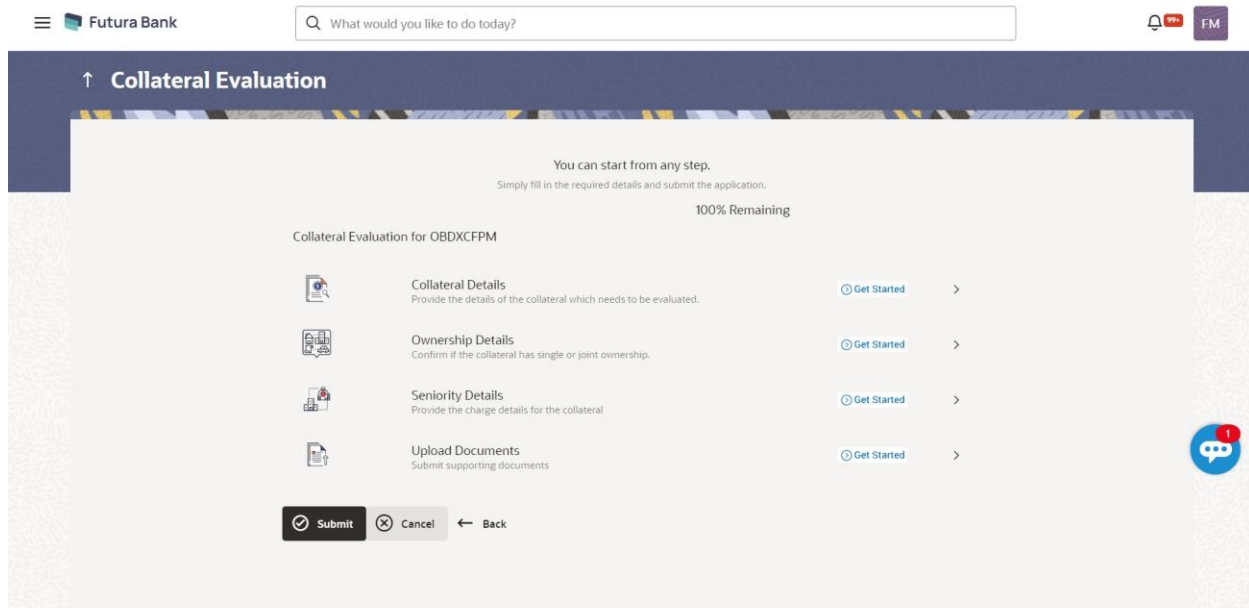 Futura Bank
What would you like to do today?
99+
FM
↑ Collateral Evaluation
You can start from any step.
Simply fill in the required details and submit the application.
100% Remaining
Collateral Evaluation for OBDXCFPM
Collateral Details
Provide the details of the collateral which needs to be evaluated.
Get Started
Ownership Details
Confirm if the collateral has single or joint ownership.
Get Started
Seniority Details
Provide the charge details for the collateral
Get Started
Upload Documents
Submit supporting documents
Get Started
1
Submit Cancel ← Back